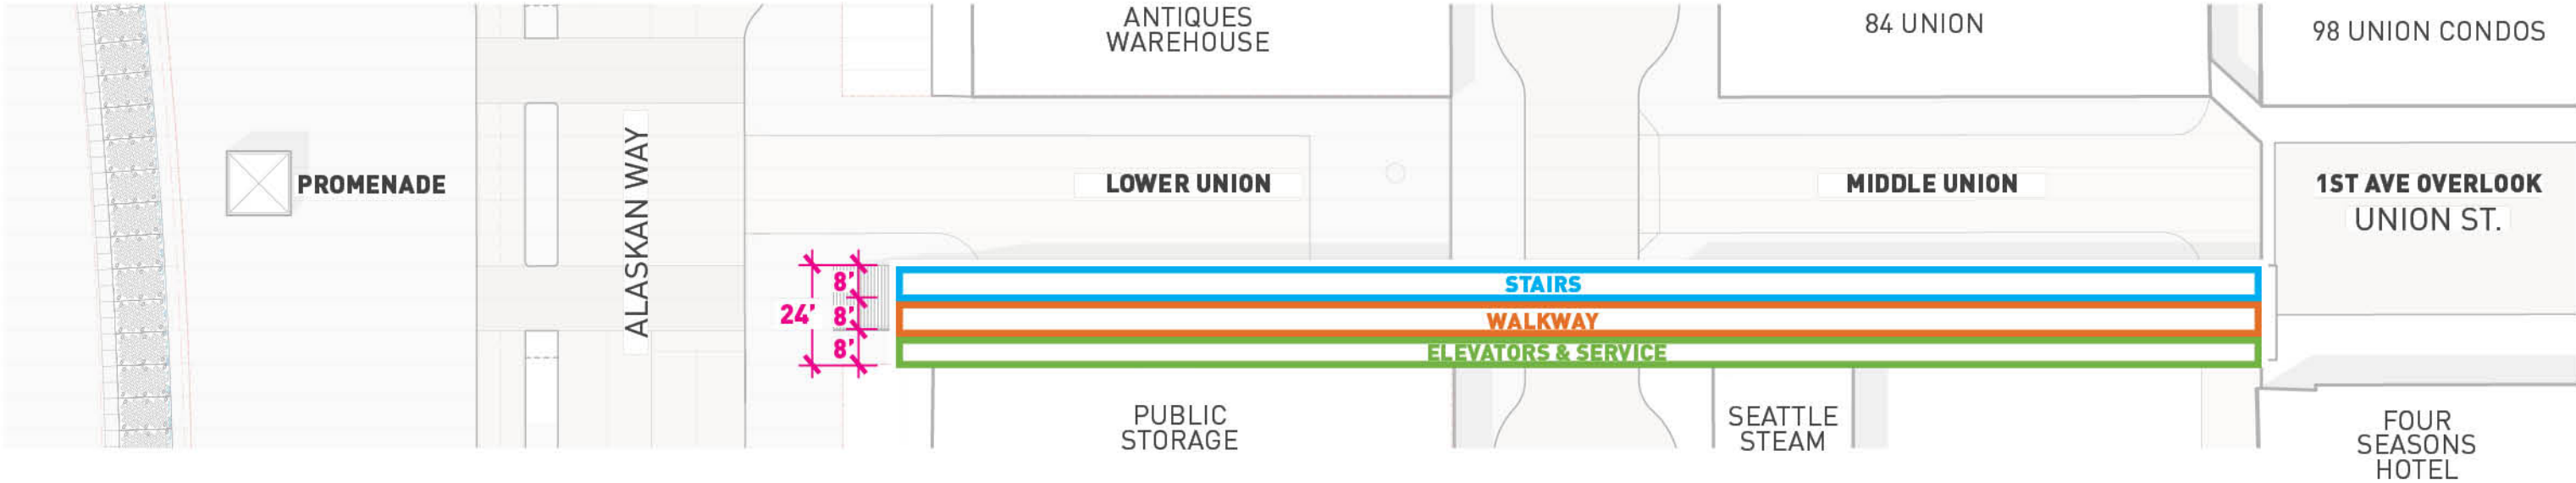 ANTIQUES
WAREHOUSE
84 UNION
98 UNION CONDOS
PROMENADE
ALASKAN WAY
LOWER UNION
MIDDLE UNION
1ST AVE OVERLOOK
UNION ST.
24'
8'
8'
8'
STAIRS
WALKWAY
ELEVATORS & SERVICE
PUBLIC
STORAGE
SEATTLE
STEAM
FOUR
SEASONS
HOTEL